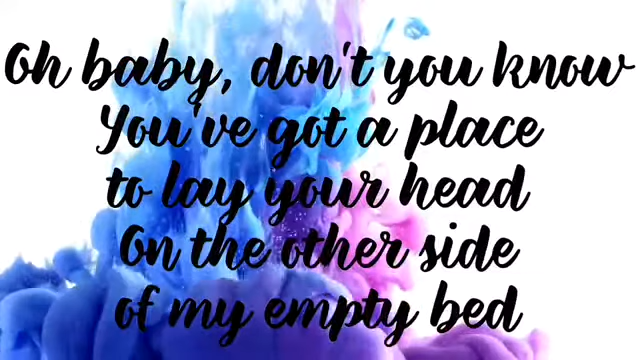 Oh baby, don't you know
You've got a place
to lay your head
On the other side
of my empty bed